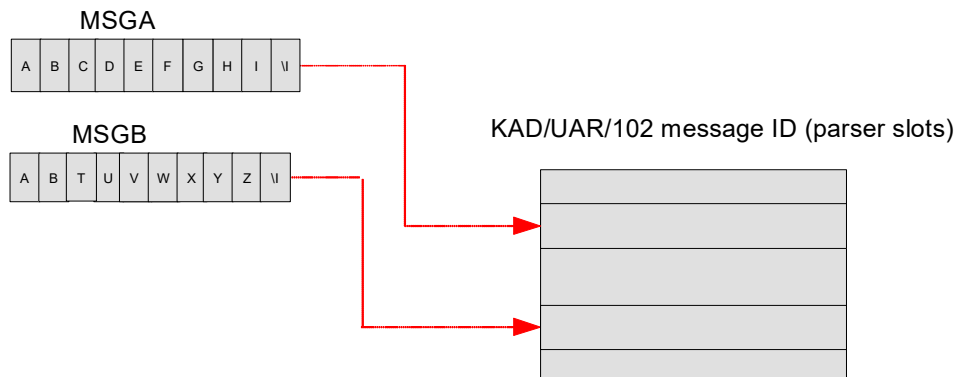 MSGA
A B C D E F G H I \l
MSGB
A B T U V W X Y Z \l
KAD/UAR/102 message ID (parser slots)